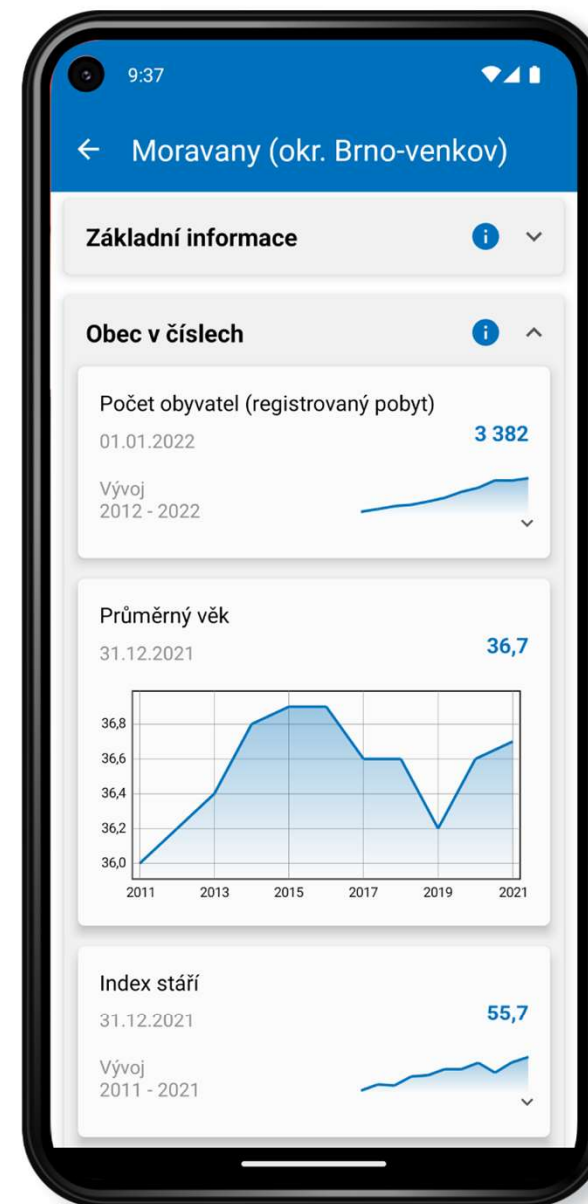 9:37
Moravany (okr. Brno-venkov)
Základní informace
Obec v číslech
Počet obyvatel (registrovaný pobyt)
01.01.2022
3 382
Vývoj
2012 - 2022
Průměrný věk
31.12.2021
36,7
36,8
36,6
36,4
36,2
36,0
2011 2013 2015 2017 2019 2021
Index stáří
31.12.2021
55,7
Vývoj
2011 - 2021